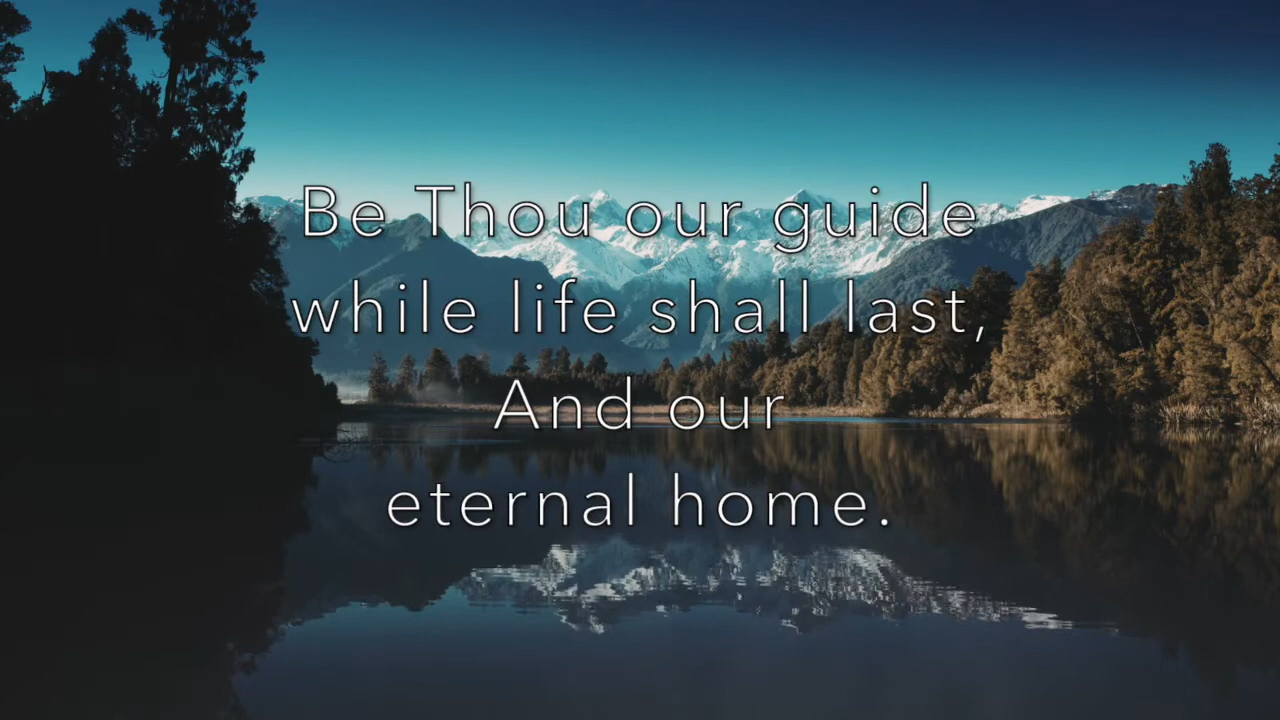 Be Thou our guide
while life shall last,
And our
eternal home.